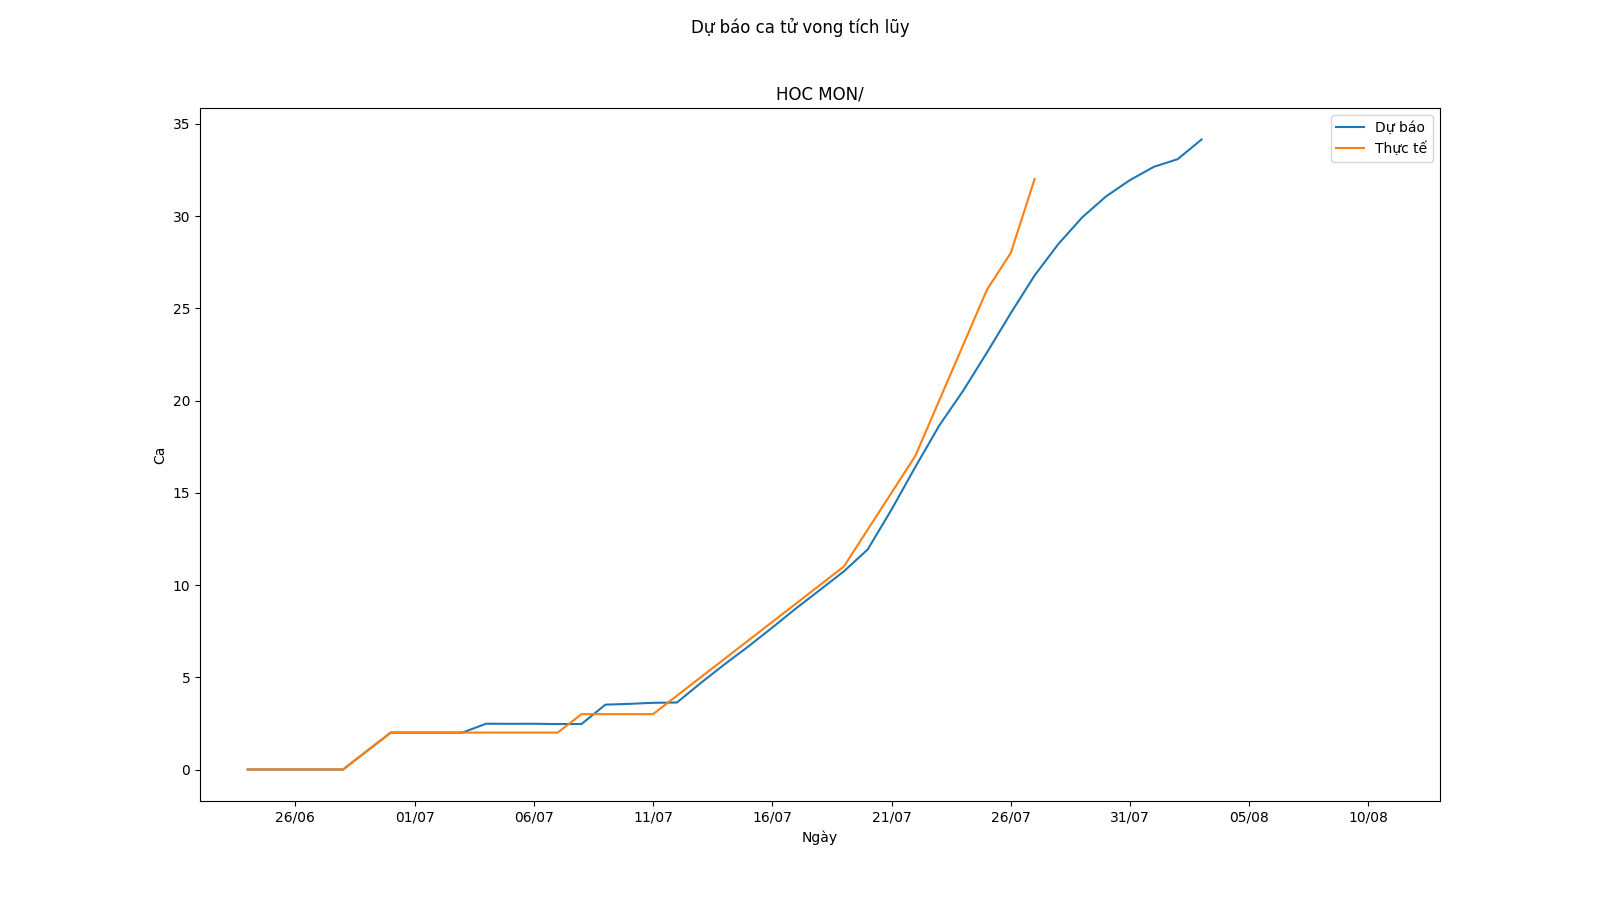 Dự báo ca tử vong tích lũy
HOC MON/
Dự báo
Thực tế
35
30
25
20
15
10
5
0
Ca
26/06 01/07 06/07 11/07 16/07 21/07 26/07 31/07 05/08 10/08
Ngày